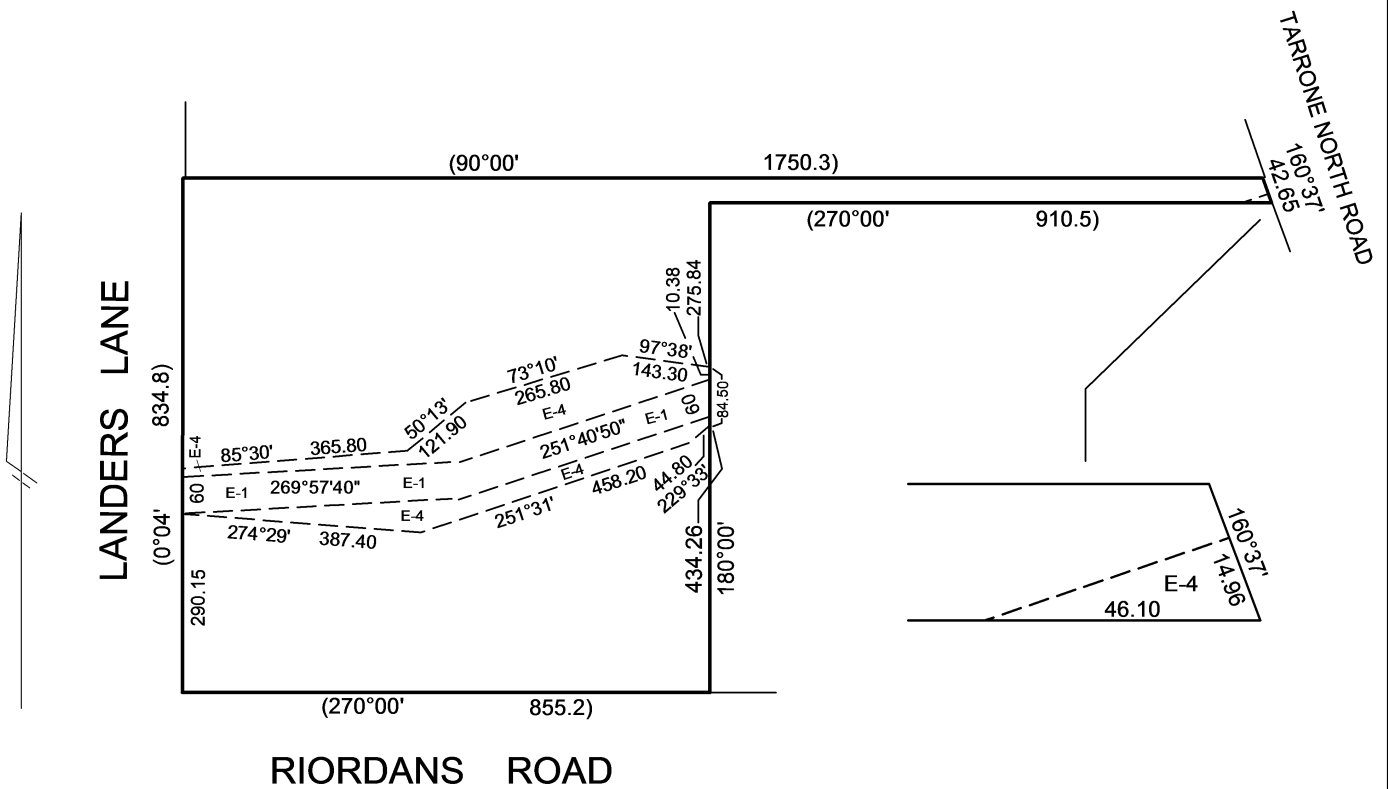 TARRONE NORTH ROAD
(90°00' 1750.3)
160°37'
42.65
(270°00' 910.5)
10.38
275.84
97°38'
143.30
73°10'
265.80
50°13'
121.90
84.50
60
E-4
E-1
251°40'50"
LANDERS LANE
(0°04' 834.8)
E-4
85°30' 365.80
60
E-1
269°57'40"
E-1
E-4
E-4
458.20
251°31'
44.80
229°33'
274°29' 387.40
434.26
180°00'
290.15
160°37'
14.96
E-4
46.10
(270°00' 855.2)
RIORDANS ROAD